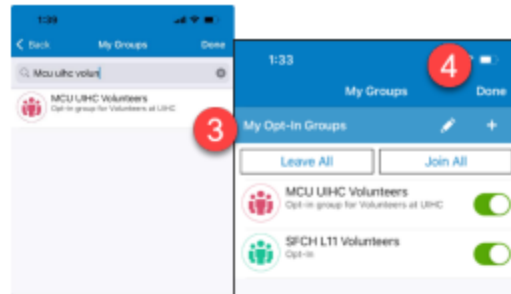 1:39
Back My Groups Done
Mcu uihc volun
MCU UIHC Volunteers
Opt-in group for Volunteers at UIHC
3
1:33
4
My Groups Done
My Opt-In Groups
Leave All Join All
MCU UIHC Volunteers
Opt-in group for Volunteers at UIHC
SFCH L11 Volunteers
Opt-in